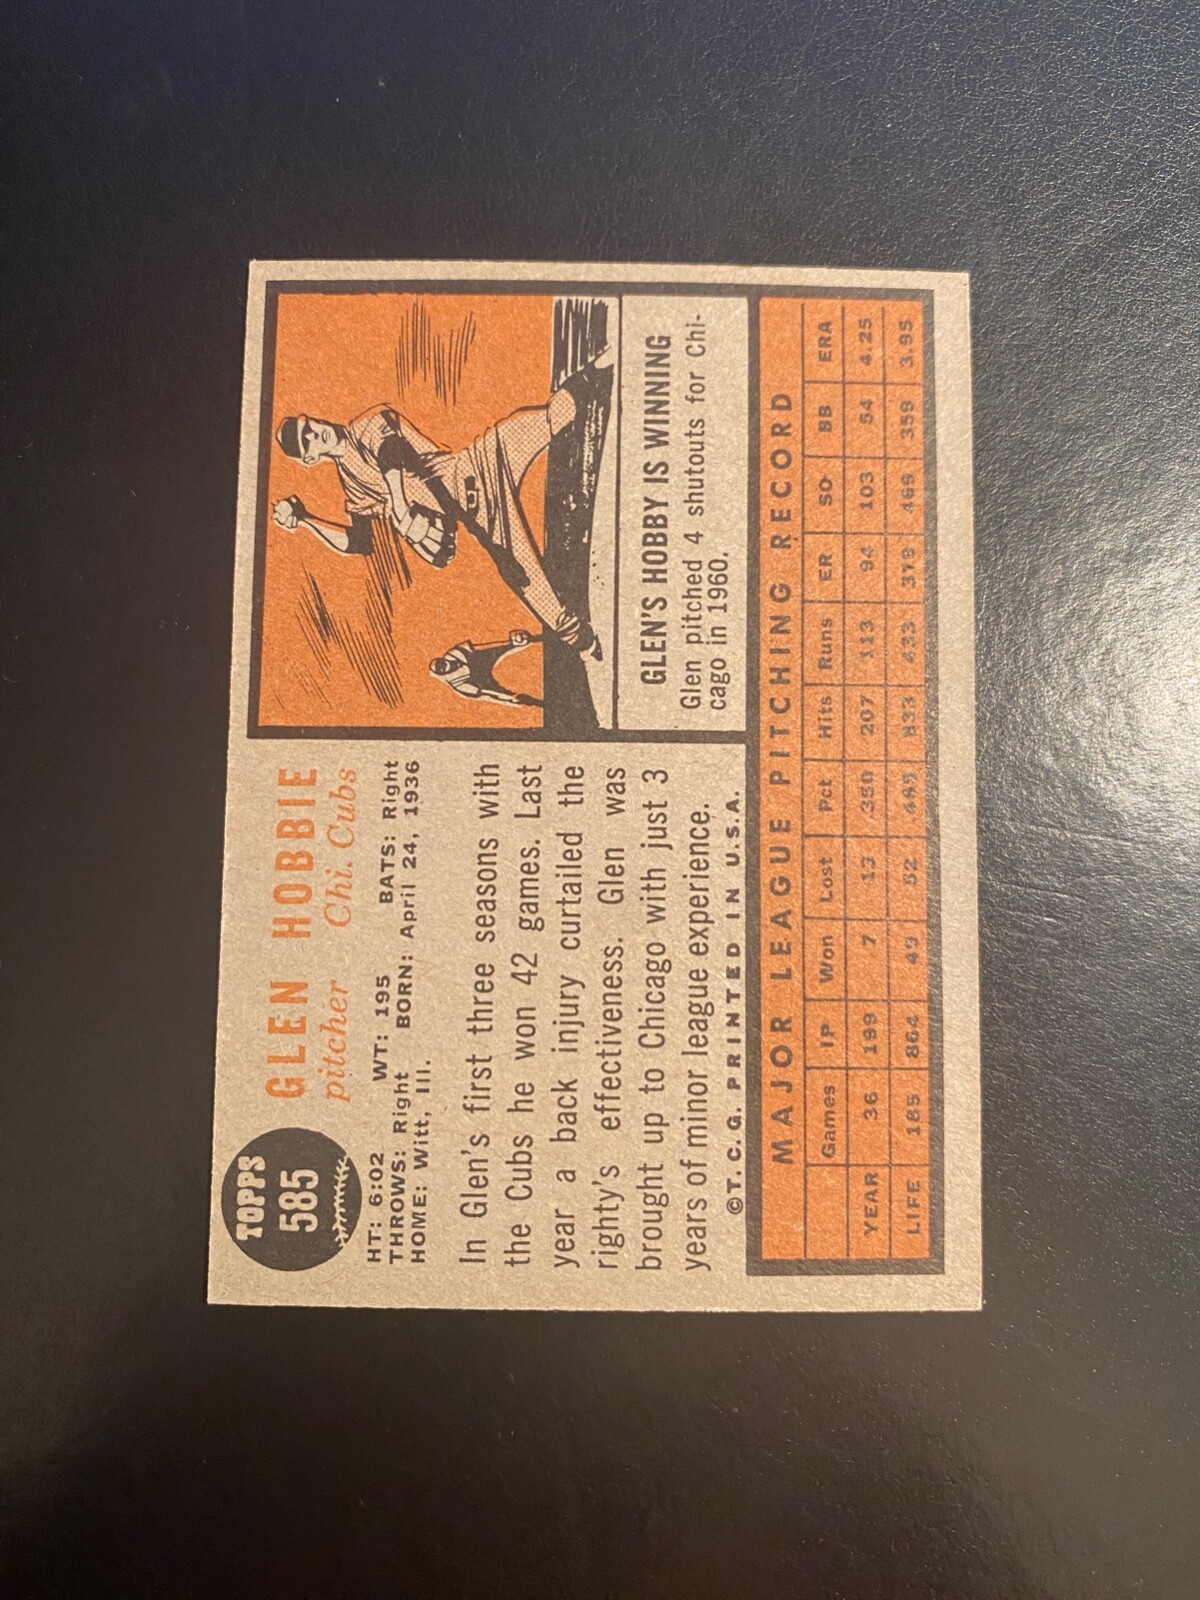 TOPPS
585
GLEN HOBBIE
pitcher Chi. Cubs
HT: 6:02 WT: 195 BATS: Right
THROWS: Right BORN: April 24, 1936
HOME: Witt, Ill.
In Glen's first three seasons with
the Cubs he won 42 games. Last
year a back injury curtailed the
righty's effectiveness. Glen was
brought up to Chicago with just 3
years of minor league experience.
©T. C. G. PRINTED IN U.S.A.
GLEN'S HOBBY IS WINNING
Glen pitched 4 shutouts for Chi-
cago in 1960.
MAJOR LEAGUE PITCHING RECORD
Games IP Won Lost Pct Hits Runs ER SO BB ERA
YEAR 36 199 7 13 .350 207 113 94 103 54 4.25
LIFE 185 864 49 52 .485 833 433 379 469 359 3.95